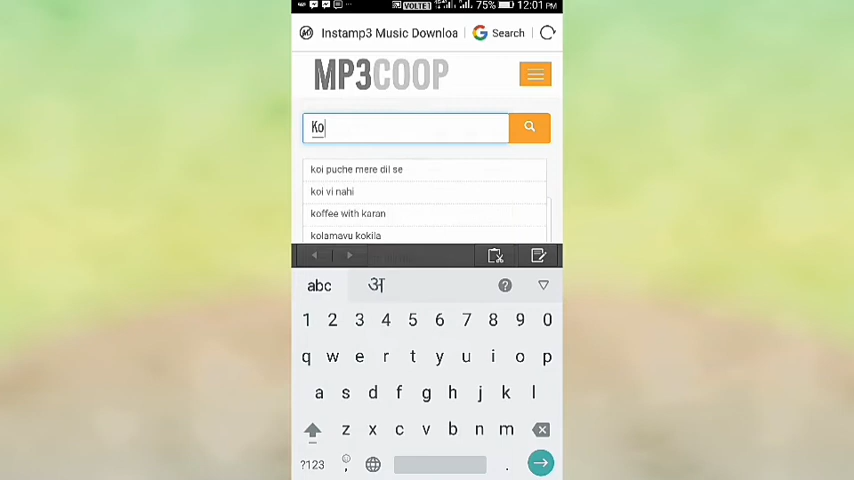 VOLTE1 75% 12:01 PM
Instamp3 Music Downloa Search
MP3COOP
Ko
koi puche mere dil se
koi vi nahi
koffee with karan
kolamavu kokila
abc अ ?
1 2 3 4 5 6 7 8 9 0
q w e r t y u i o p
a s d f g h j k l
z x c v b n m
?123 , .